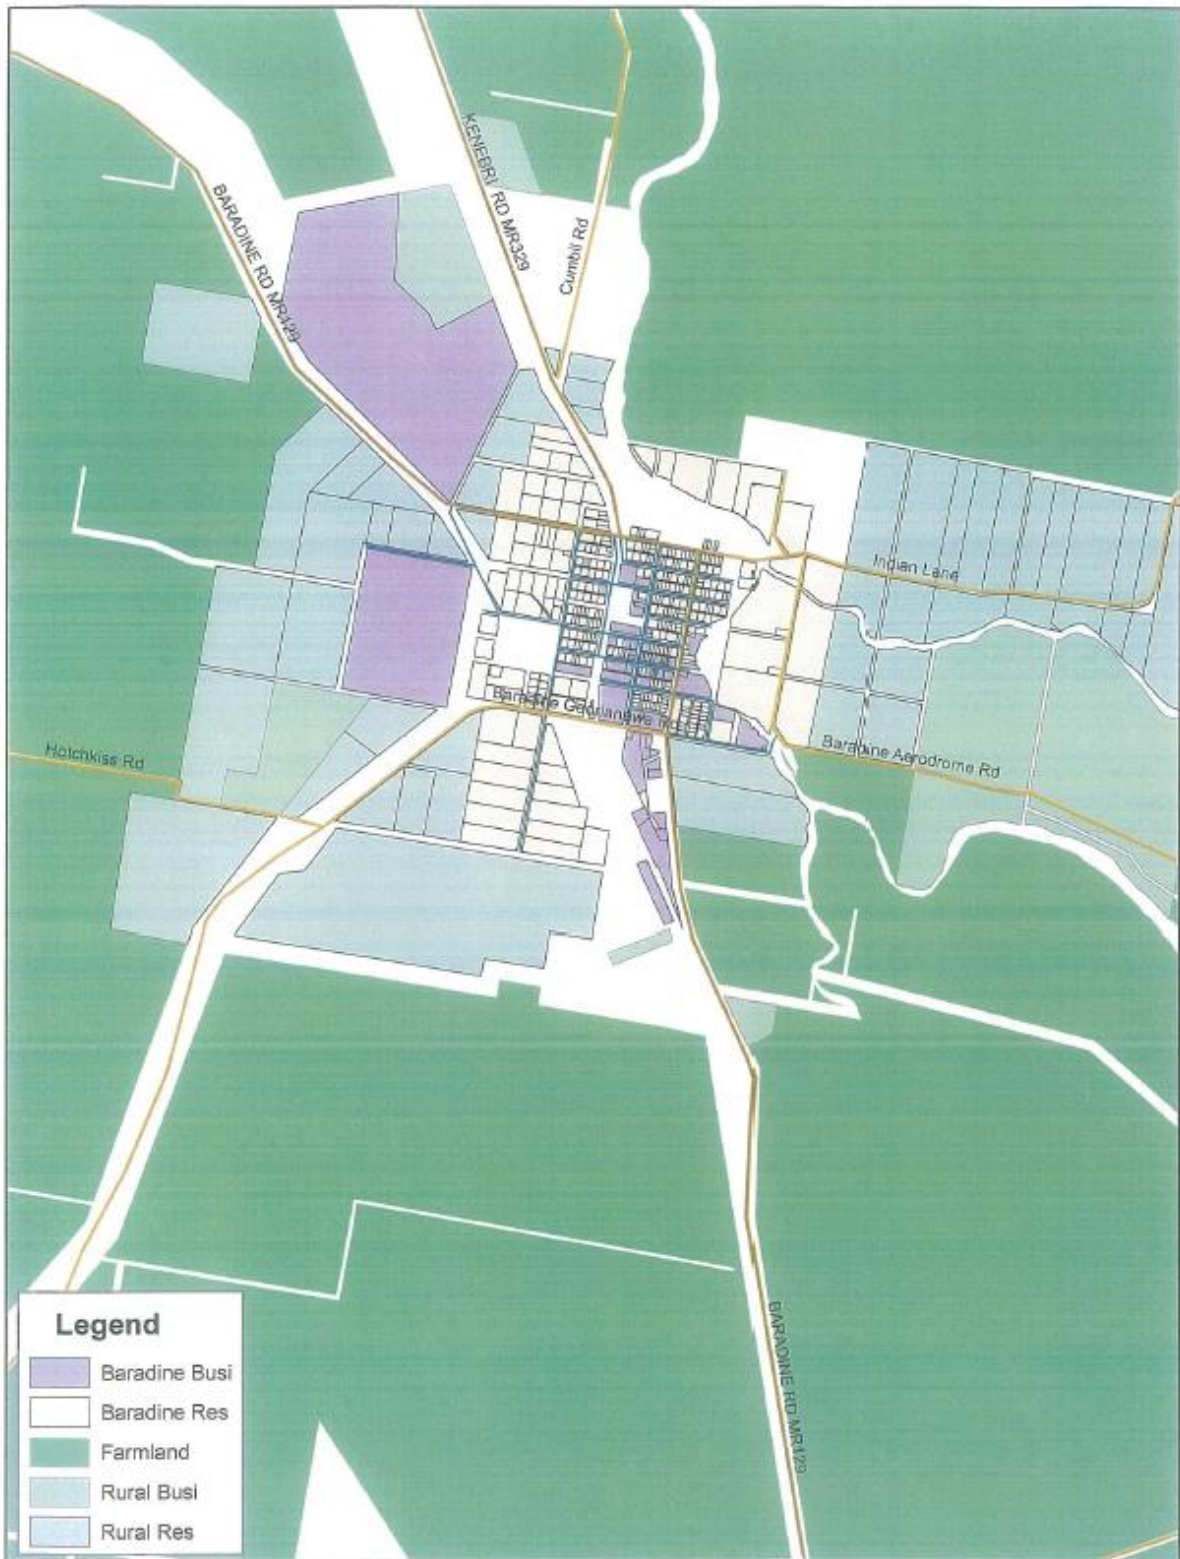 KENEBRI RD MR329
BARADINE RD MR129
Cumbil Rd
Indian Lane
Baradine Aerodrome Rd
Hotchkiss Rd
BARADINE RD MR129
Legend
Baradine Busi
Baradine Res
Farmland
Rural Busi
Rural Res